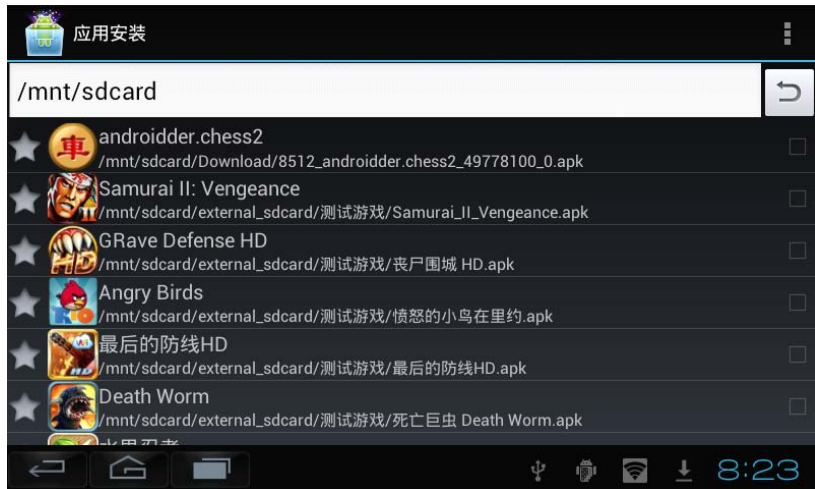 应用安装
/mnt/sdcard
androidder.chess2
/mnt/sdcard/Download/8512_androidder.chess2_49778100_0.apk
Samurai II: Vengeance
/mnt/sdcard/external_sdcard/测试游戏/Samurai_II_Vengeance.apk
GRave Defense HD
/mnt/sdcard/external_sdcard/测试游戏/丧尸围城 HD.apk
Angry Birds
/mnt/sdcard/external_sdcard/测试游戏/愤怒的小鸟在里约.apk
最后的防线HD
/mnt/sdcard/external_sdcard/测试游戏/最后的防线HD.apk
Death Worm
/mnt/sdcard/external_sdcard/测试游戏/死亡巨虫 Death Worm.apk
8:23